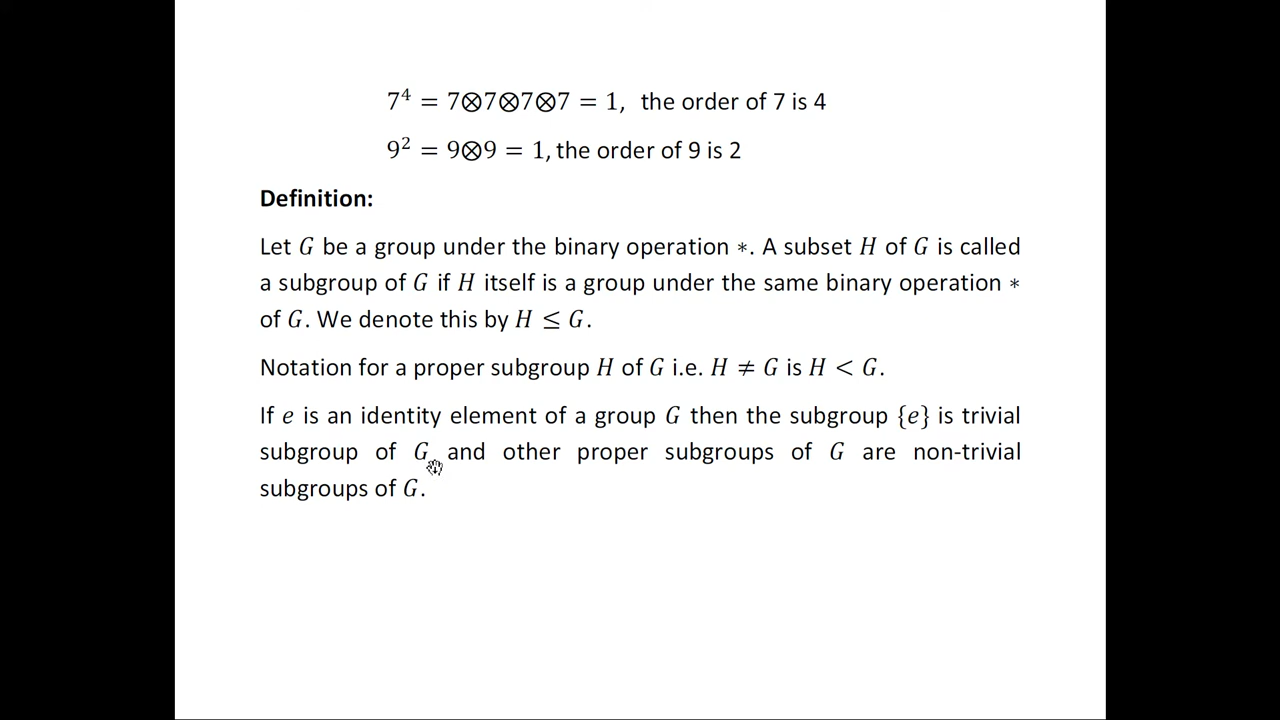 7⁴ = 7⊗7⊗7⊗7 = 1, the order of 7 is 4
9² = 9⊗9 = 1, the order of 9 is 2
Definition:
Let G be a group under the binary operation ∗. A subset H of G is called
a subgroup of G if H itself is a group under the same binary operation ∗
of G. We denote this by H ≤ G.
Notation for a proper subgroup H of G i.e. H ≠ G is H < G.
If e is an identity element of a group G then the subgroup {e} is trivial
subgroup of G and other proper subgroups of G are non-trivial
subgroups of G.